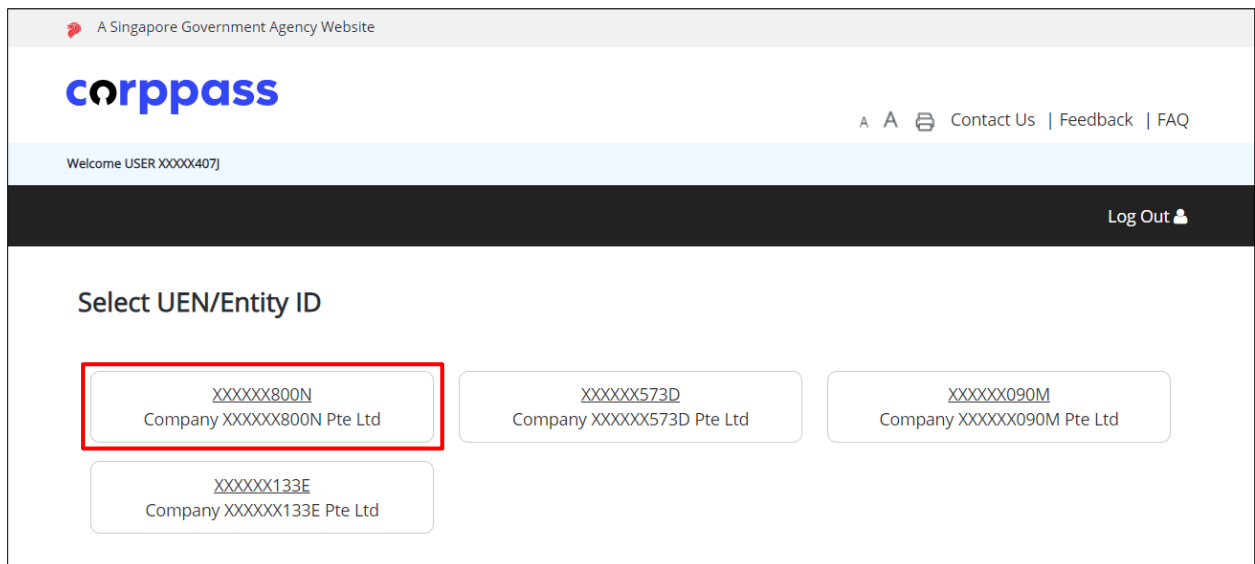 A Singapore Government Agency Website
corppass
A A Contact Us | Feedback | FAQ
Welcome USER XXXXX407J
Log Out
Select UEN/Entity ID
XXXXXX800N
Company XXXXXX800N Pte Ltd
XXXXXX573D
Company XXXXXX573D Pte Ltd
XXXXXX090M
Company XXXXXX090M Pte Ltd
XXXXXX133E
Company XXXXXX133E Pte Ltd